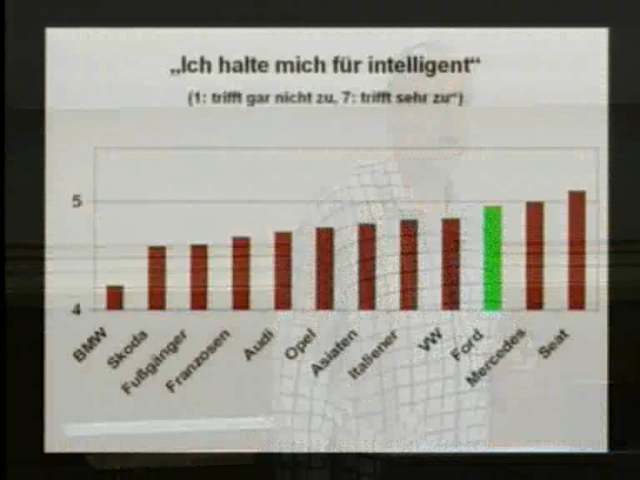 „Ich halte mich für intelligent“
(1: trifft gar nicht zu, 7: trifft sehr zu“)
5
4
BMW
Skoda
Fußgänger
Franzosen
Audi
Opel
Asiaten
Italiener
VW
Ford
Mercedes
Seat